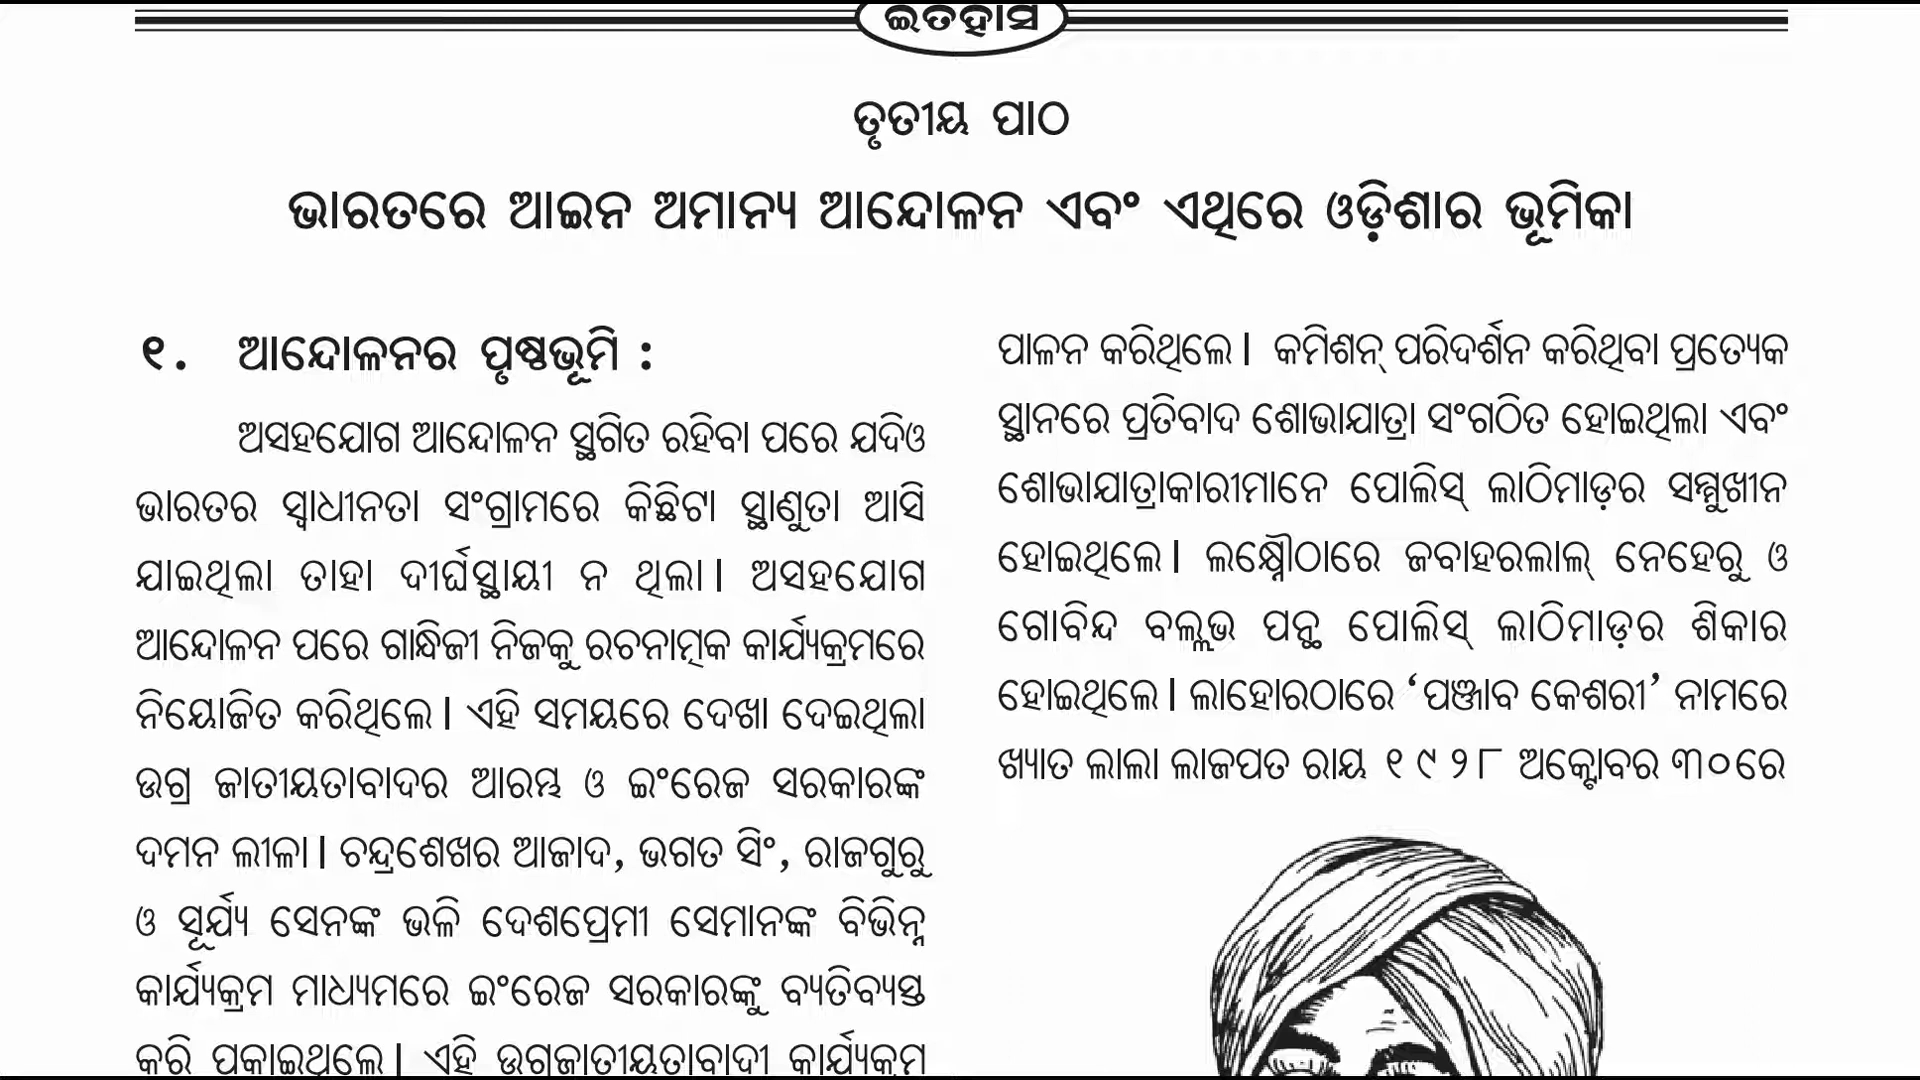 ଇତିହାସ
ତୃତୀୟ ପାଠ
ଭାରତରେ ଆଇନ ଅମାନ୍ୟ ଆନ୍ଦୋଳନ ଏବଂ ଏଥିରେ ଓଡ଼ିଶାର ଭୂମିକା
୧. ଆନ୍ଦୋଳନର ପୃଷ୍ଠଭୂମି :
ଅସହଯୋଗ ଆନ୍ଦୋଳନ ସ୍ଥଗିତ ରହିବା ପରେ ଯଦିଓ
ଭାରତର ସ୍ୱାଧୀନତା ସଂଗ୍ରାମରେ କିଛିଟା ସ୍ଥାଣୁତା ଆସି
ଯାଇଥିଲା ତାହା ଦୀର୍ଘସ୍ଥାୟୀ ନ ଥିଲା। ଅସହଯୋଗ
ଆନ୍ଦୋଳନ ପରେ ଗାନ୍ଧିଜୀ ନିଜକୁ ରଚନାତ୍ମକ କାର୍ଯ୍ୟକ୍ରମରେ
ନିୟୋଜିତ କରିଥିଲେ। ଏହି ସମୟରେ ଦେଖା ଦେଇଥିଲା
ଉଗ୍ର ଜାତୀୟତାବାଦର ଆରମ୍ଭ ଓ ଇଂରେଜ ସରକାରଙ୍କ
ଦମନ ଲୀଳା। ଚନ୍ଦ୍ରଶେଖର ଆଜାଦ, ଭଗତ ସିଂ, ରାଜଗୁରୁ
ଓ ସୂର୍ଯ୍ୟ ସେନଙ୍କ ଭଳି ଦେଶପ୍ରେମୀ ସେମାନଙ୍କ ବିଭିନ୍ନ
କାର୍ଯ୍ୟକ୍ରମ ମାଧ୍ୟମରେ ଇଂରେଜ ସରକାରଙ୍କୁ ବ୍ୟତିବ୍ୟସ୍ତ
କରି ପକାଇଥିଲେ। ଏହି ଉଗ୍ରଜାତୀୟତାବାଦୀ କାର୍ଯ୍ୟକ୍ରମ
ପାଳନ କରିଥିଲେ। କମିଶନ୍ ପରିଦର୍ଶନ କରିଥିବା ପ୍ରତ୍ୟେକ
ସ୍ଥାନରେ ପ୍ରତିବାଦ ଶୋଭାଯାତ୍ରା ସଂଗଠିତ ହୋଇଥିଲା ଏବଂ
ଶୋଭାଯାତ୍ରାକାରୀମାନେ ପୋଲିସ୍ ଲାଠିମାଡ଼ର ସମ୍ମୁଖୀନ
ହୋଇଥିଲେ। ଲକ୍ଷ୍ନୌଠାରେ ଜବାହରଲାଲ୍ ନେହେରୁ ଓ
ଗୋବିନ୍ଦ ବଲ୍ଲଭ ପନ୍ଥ ପୋଲିସ୍ ଲାଠିମାଡ଼ର ଶିକାର
ହୋଇଥିଲେ। ଲାହୋରଠାରେ ‘ପଞ୍ଜାବ କେଶରୀ’ ନାମରେ
ଖ୍ୟାତ ଲାଲା ଲାଜପତ ରାୟ ୧୯୨୮ ଅକ୍ଟୋବର ୩୦ରେ